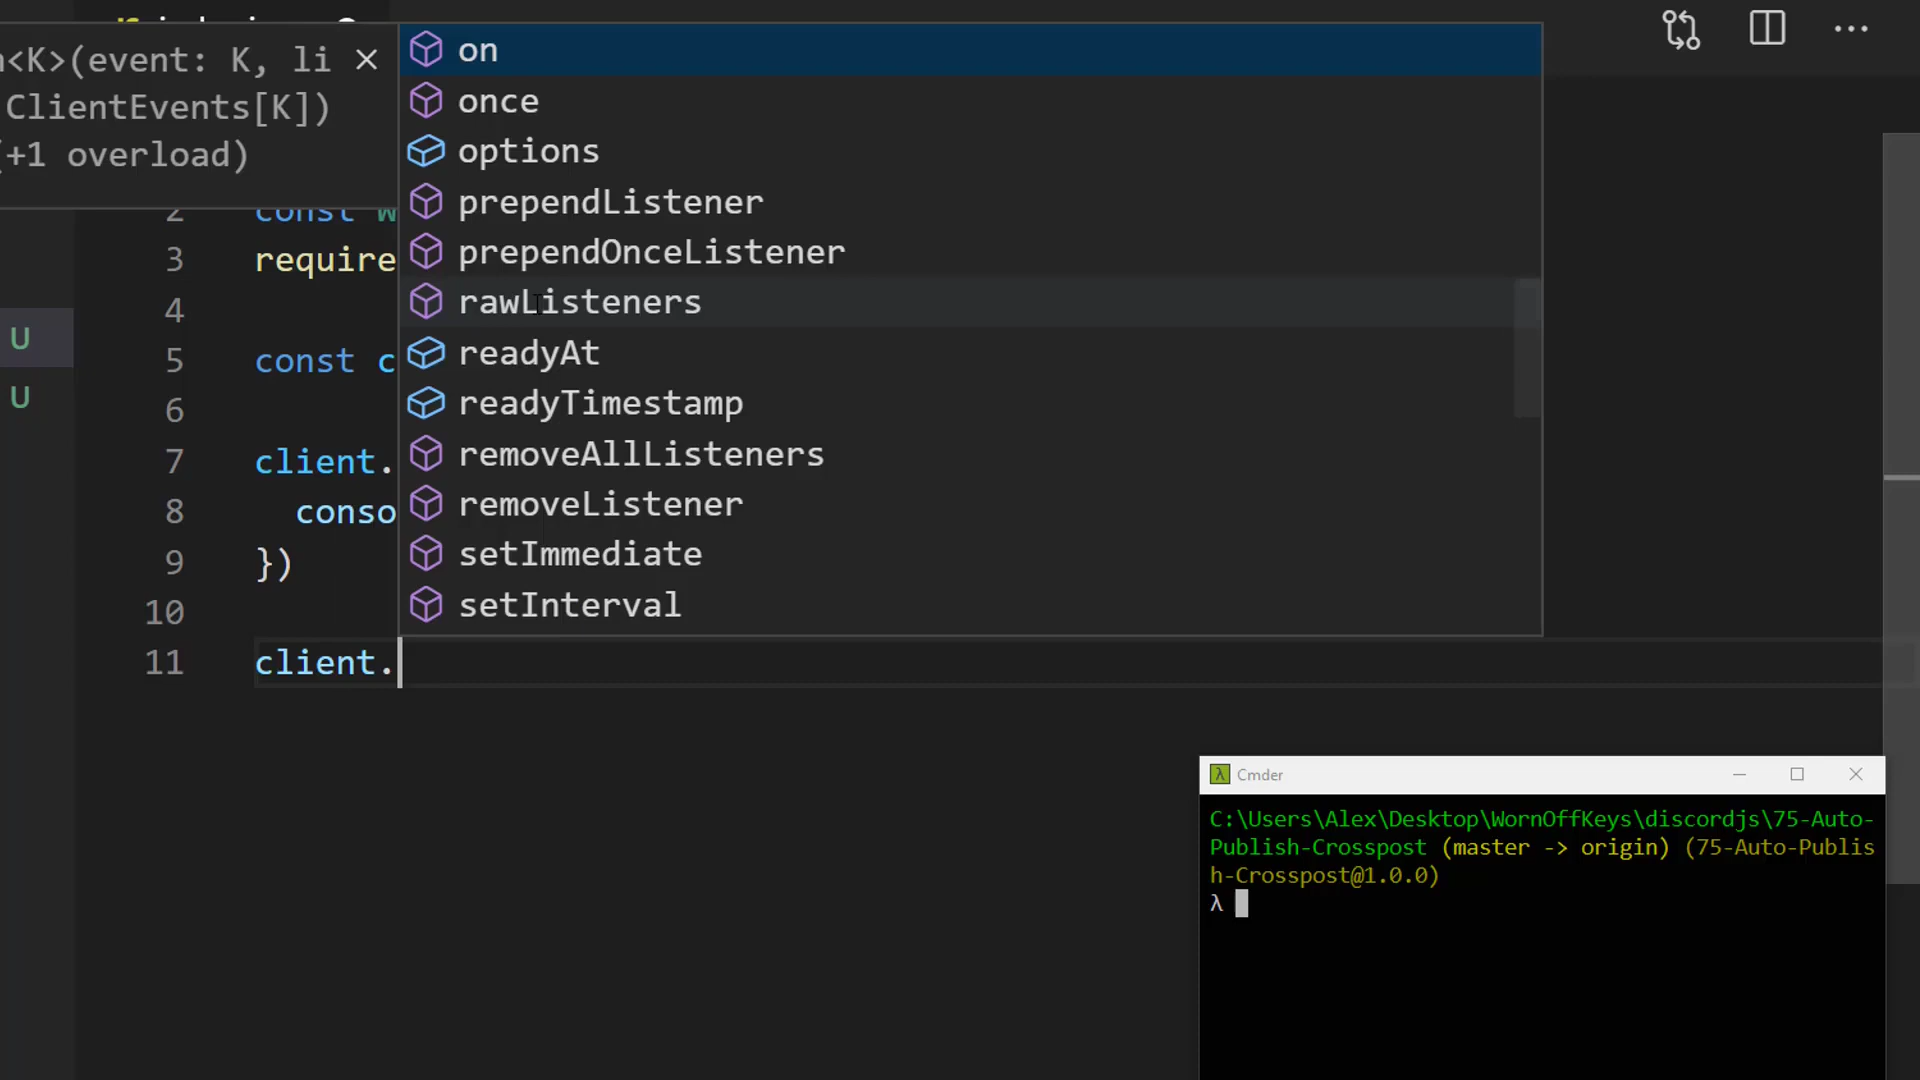 n<K>(event: K, li
ClientEvents[K])
(+1 overload)
on
once
options
prependListener
prependOnceListener
rawListeners
readyAt
readyTimestamp
removeAllListeners
removeListener
setImmediate
setInterval
2 const W
3 require
4
5 const c
6
7 client.
8 conso
9 })
10
11 client.
U
U
λ Cmder
C:\Users\Alex\Desktop\WornOffKeys\discordjs\75-Auto-
Publish-Crosspost (master -> origin) (75-Auto-Publis
h-Crosspost@1.0.0)
λ